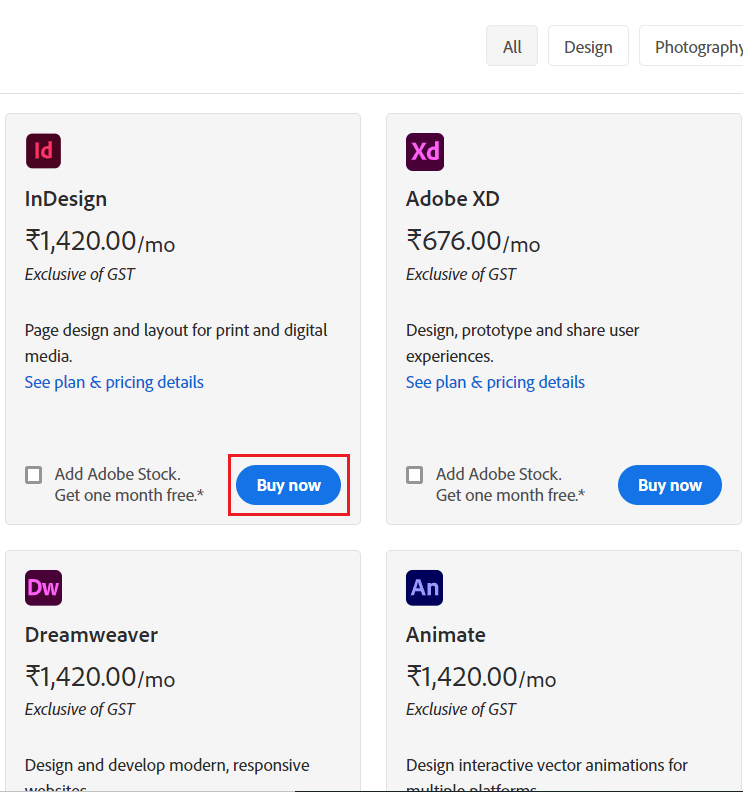 All
Design
Photography
Id
InDesign
₹1,420.00/mo
Exclusive of GST
Page design and layout for print and digital
media.
See plan & pricing details
Add Adobe Stock.
Get one month free.*
Buy now
Xd
Adobe XD
₹676.00/mo
Exclusive of GST
Design, prototype and share user
experiences.
See plan & pricing details
Add Adobe Stock.
Get one month free.*
Buy now
Dw
Dreamweaver
₹1,420.00/mo
Exclusive of GST
Design and develop modern, responsive
websites.
An
Animate
₹1,420.00/mo
Exclusive of GST
Design interactive vector animations for
multiple platforms.